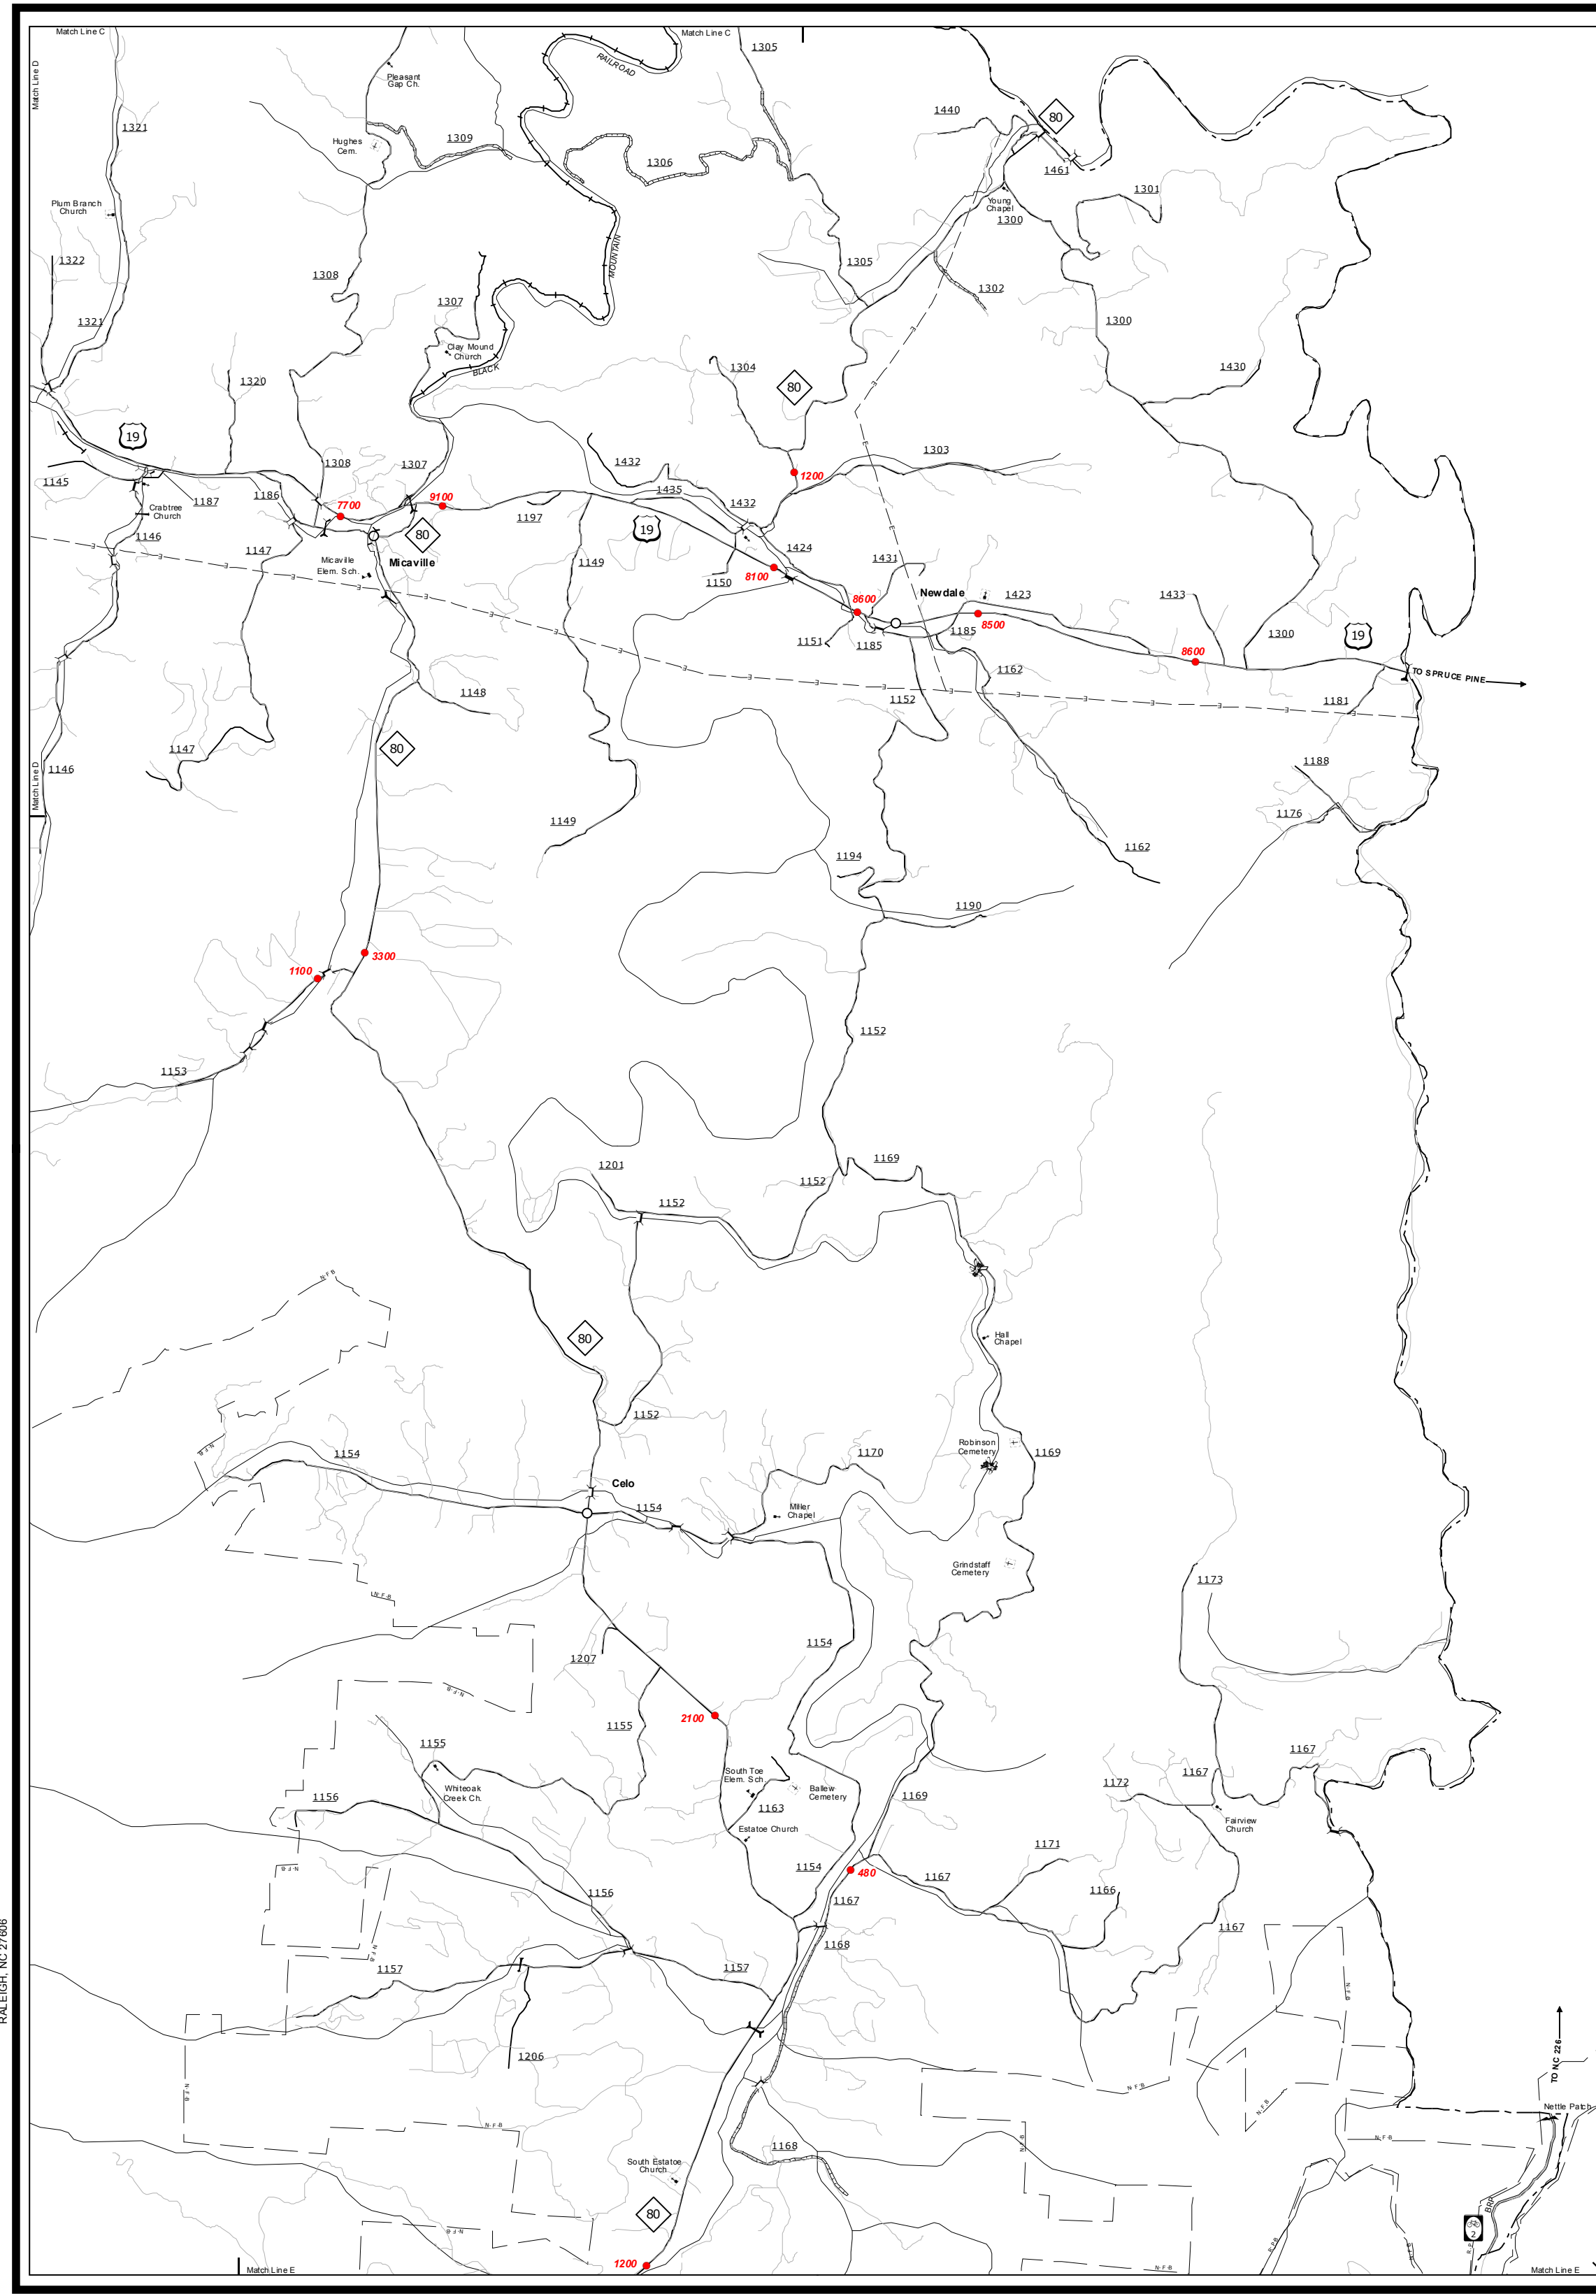 Match Line C
Match Line C
Match Line D
1305
RAILROAD
Pleasant
Gap Ch.
80
1321
1440
1309
Hughes
Cem.
1306
1461
1301
Young
Chapel
1300
Plum Branch
Church
1322
MOUNTAIN
1308
1305
1302
1307
1321
1300
Clay Mound
Church
BLACK
1304
1430
1320
80
19
1303
1308
1307
1432
1200
1145
1187
1186
1435
9100
7700
1432
Crabtree
Church
1197
19
80
1146
1147
1424
Micaville
Elem. Sch.
Micaville
1149
1431
8100
1150
Newdale
1423
1433
8600
8500
1151
1185
1185
1300
19
8600
1162
TO SPRUCE PINE
1148
1152
1181
80
1147
1146
Match Line D
1188
1176
1149
1162
1194
1190
3300
1100
1152
1153
1169
1201
1152
1152
N-F-B
80
Hall
Chapel
1152
N-F-B
1154
Robinson
Cemetery
1170
1169
Celo
1154
Miller
Chapel
Grindstaff
Cemetery
N-F-B
1173
1154
1207
N-F-B
2100
1155
1155
1167
South Toe
Elem. Sch.
Whiteoak
Creek Ch.
Ballew
Cemetery
1156
1172
1167
1169
1163
Fairview
Church
Estatoe Church
1171
N-F-B
1154
480
1167
1166
1156
1167
1167
RALEIGH, NC 27606
N-F-B
1168
1157
1157
N-F-B
TO NC 226
1206
N-F-B
N-F-B
N-F-B
Nettle Patch
N-F-B
N-F-B
N-F-B
1168
South Estatoe
Church
80
BRP
2
N-F-B
R-P-B
N-F-B
1200
N-F-B
Match Line E
Match Line E